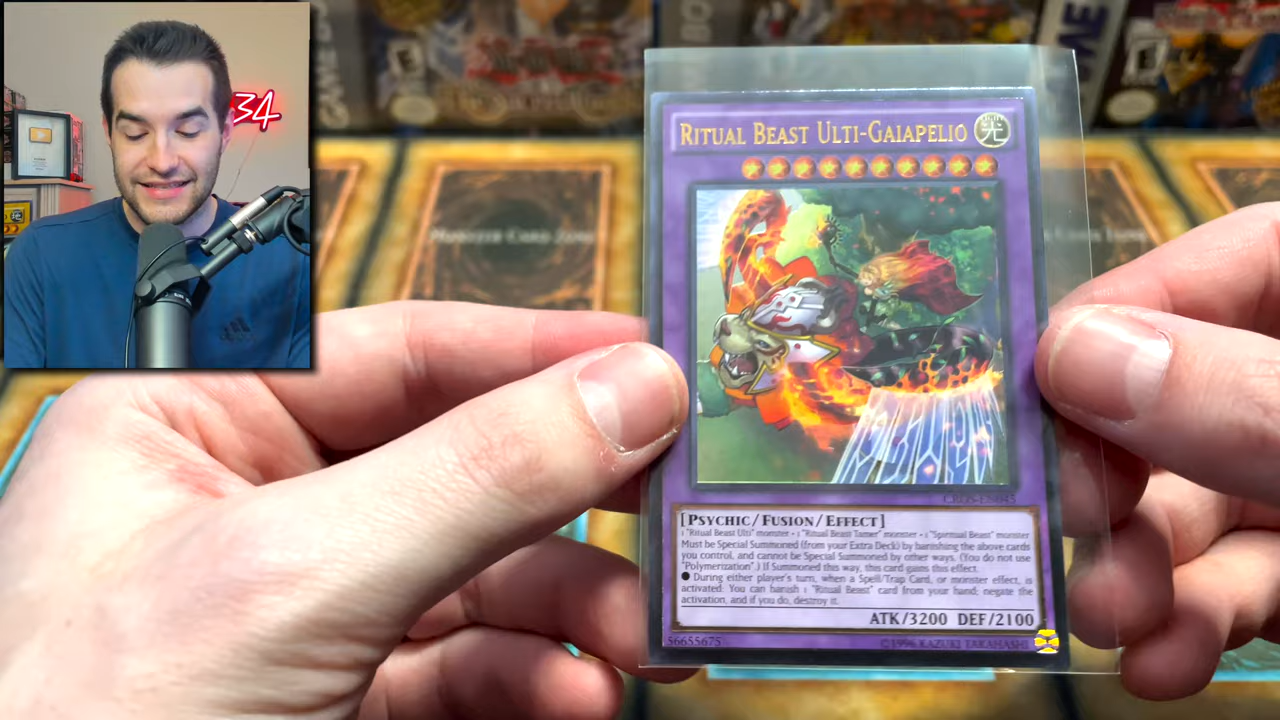 34
RITUAL BEAST ULTI-GAIAPELIO
LIGHT
光
CROS-EN045
[PSYCHIC/FUSION/EFFECT]
1 "Ritual Beast Ulti" monster + 1 "Ritual Beast Tamer" monster + 1 "Spiritual Beast" monster
Must be Special Summoned (from your Extra Deck) by banishing the above cards
you control, and cannot be Special Summoned by other ways. (You do not use
"Polymerization".) If Summoned this way, this card gains this effect.
● During either player's turn, when a Spell/Trap Card, or monster effect, is
activated: You can banish 1 "Ritual Beast" card from your hand; negate the
activation, and if you do, destroy it.
ATK/3200 DEF/2100
56655675
©1996 KAZUKI TAKAHASHI
MONSTER CARD ZONE
GAME